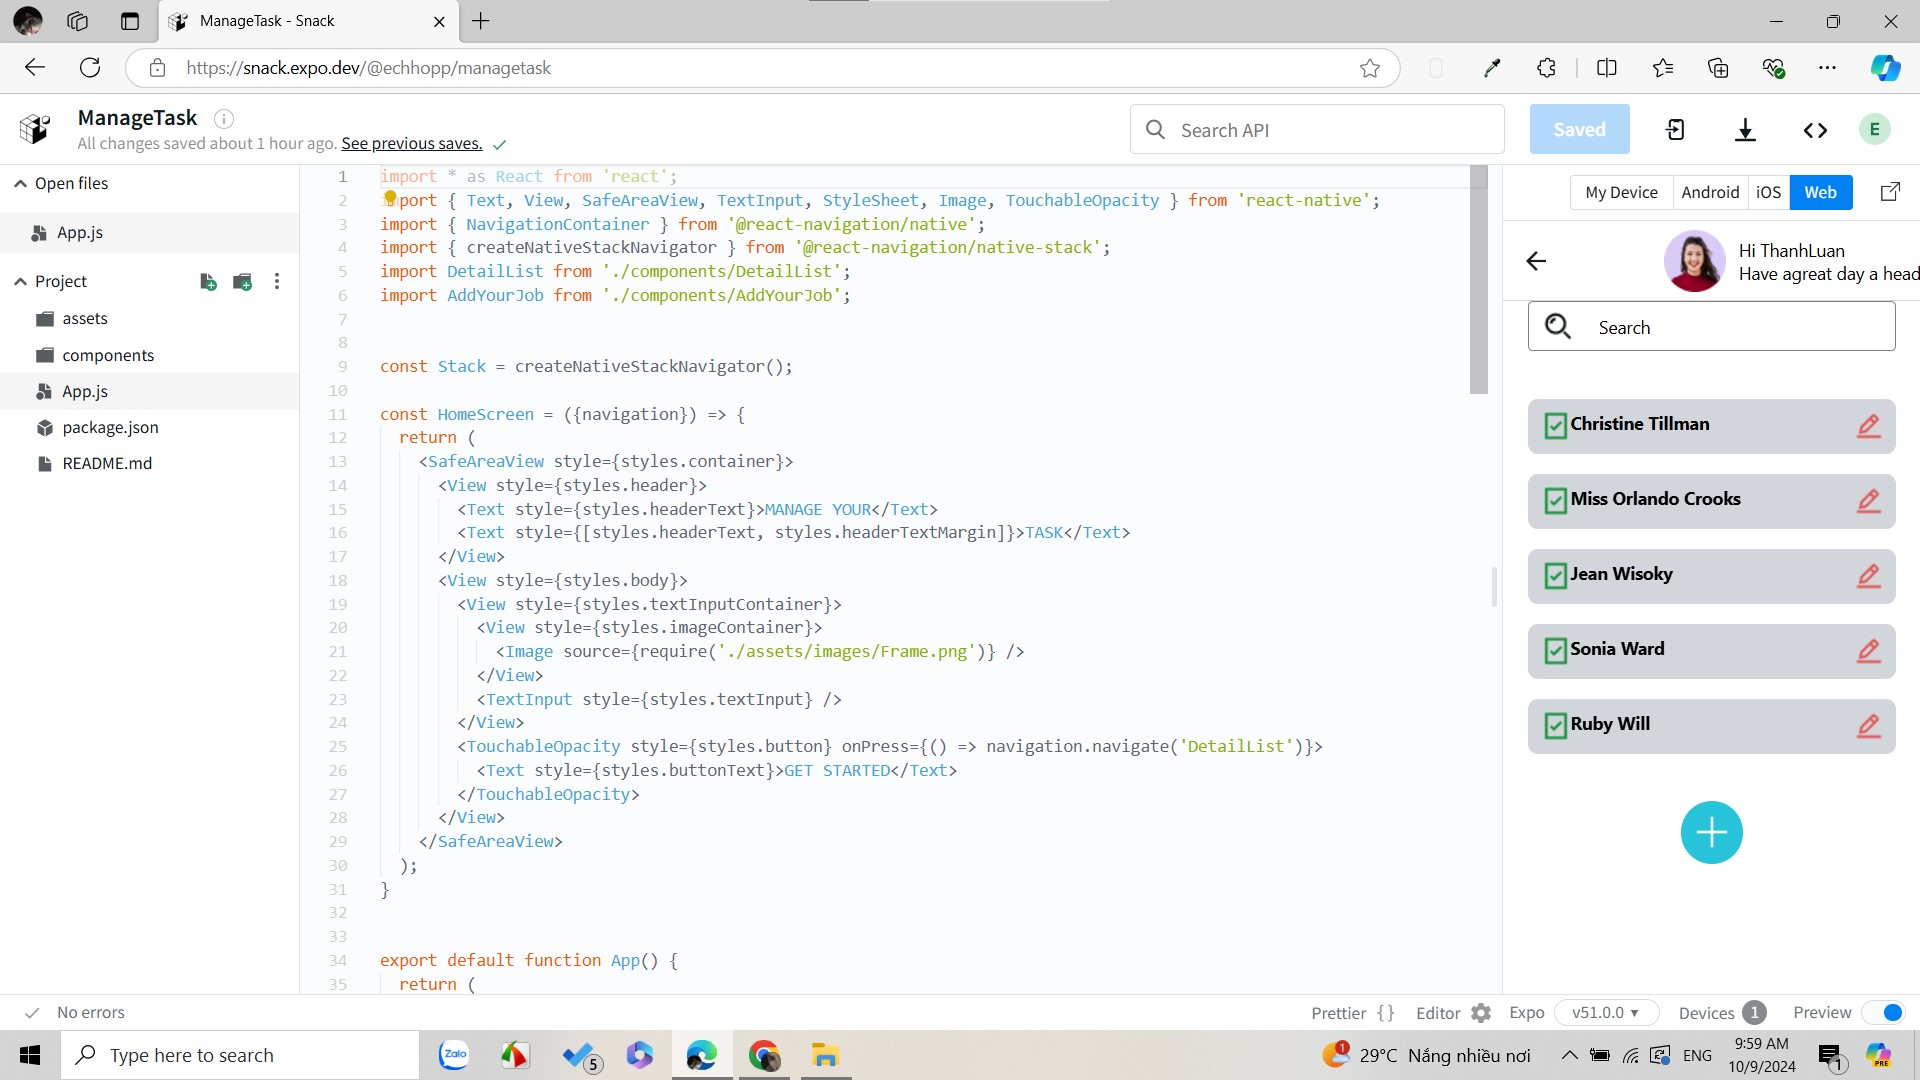 ManageTask - Snack
https://snack.expo.dev/@echhopp/managetask
ManageTask
All changes saved about 1 hour ago. See previous saves.
Search API
Saved
E
Open files
App.js
Project
assets
components
App.js
package.json
README.md
1 import * as React from 'react';
2 import { Text, View, SafeAreaView, TextInput, StyleSheet, Image, TouchableOpacity } from 'react-native';
3 import { NavigationContainer } from '@react-navigation/native';
4 import { createNativeStackNavigator } from '@react-navigation/native-stack';
5 import DetailList from './components/DetailList';
6 import AddYourJob from './components/AddYourJob';
7
8
9 const Stack = createNativeStackNavigator();
10
11 const HomeScreen = ({navigation}) => {
12 return (
13 <SafeAreaView style={styles.container}>
14 <View style={styles.header}>
15 <Text style={styles.headerText}>MANAGE YOUR</Text>
16 <Text style={[styles.headerText, styles.headerTextMargin]}>TASK</Text>
17 </View>
18 <View style={styles.body}>
19 <View style={styles.textInputContainer}>
20 <View style={styles.imageContainer}>
21 <Image source={require('./assets/images/Frame.png')} />
22 </View>
23 <TextInput style={styles.textInput} />
24 </View>
25 <TouchableOpacity style={styles.button} onPress={() => navigation.navigate('DetailList')}>
26 <Text style={styles.buttonText}>GET STARTED</Text>
27 </TouchableOpacity>
28 </View>
29 </SafeAreaView>
30 );
31 }
32
33
34 export default function App() {
35 return (
My Device Android iOS Web
Hi ThanhLuan
Have agreat day a head
Search
Christine Tillman
Miss Orlando Crooks
Jean Wisoky
Sonia Ward
Ruby Will
No errors
Prettier {} Editor Expo v51.0.0 Devices 1 Preview
Type here to search
Zalo
5
1
29°C Nắng nhiều nơi
ENG
9:59 AM
10/9/2024
1
PRE